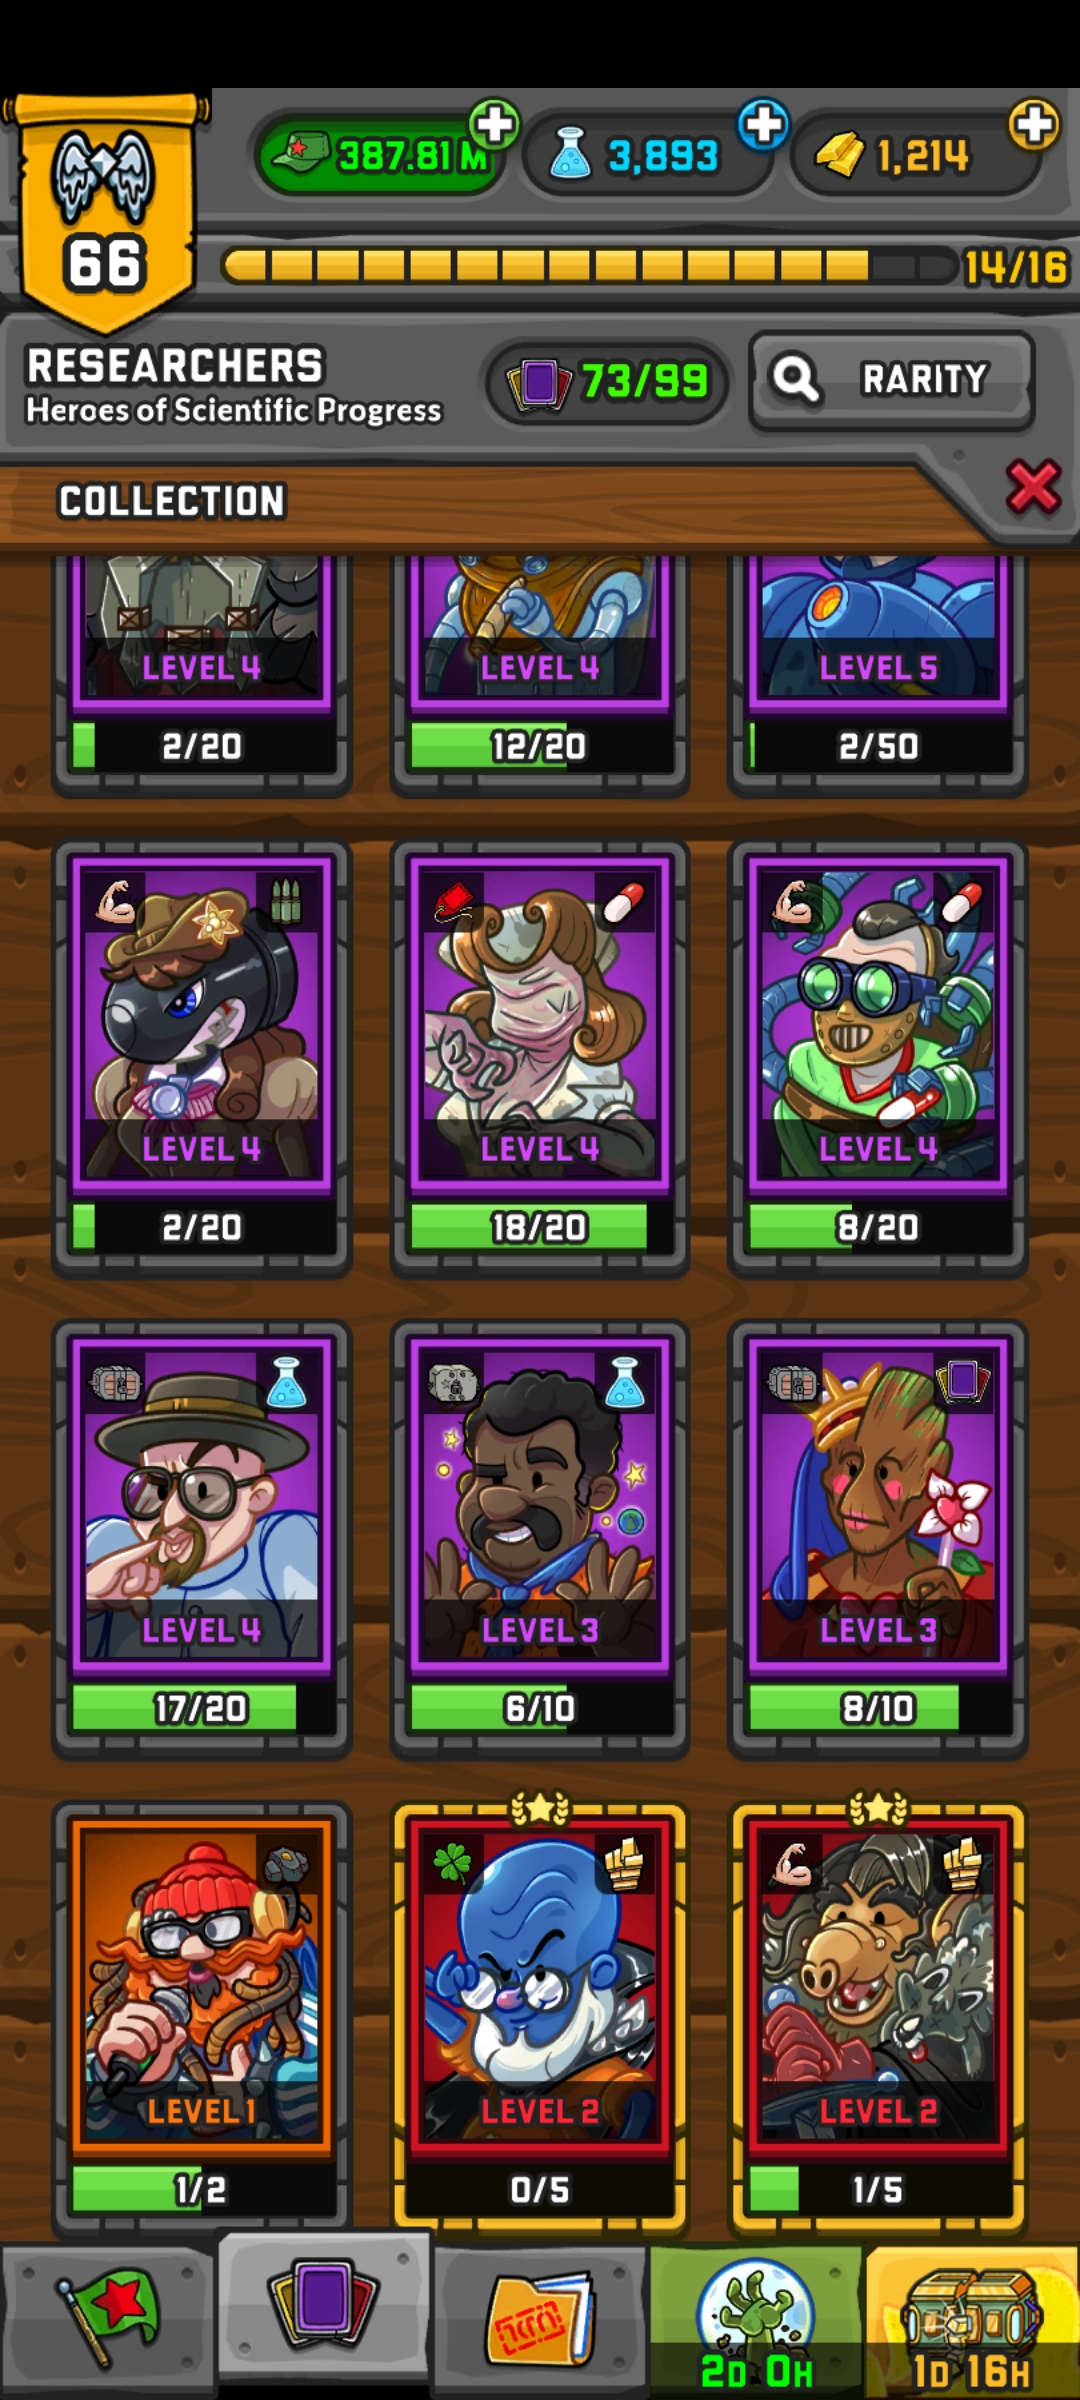 387.81 M
3,893
1,214
66
14/16
RESEARCHERS
Heroes of Scientific Progress
73/99
RARITY
COLLECTION
LEVEL 4
LEVEL 4
LEVEL 5
2/20
12/20
2/50
LEVEL 4
LEVEL 4
LEVEL 4
2/20
18/20
8/20
LEVEL 4
LEVEL 3
LEVEL 3
17/20
6/10
8/10
LEVEL 1
LEVEL 2
LEVEL 2
1/2
0/5
1/5
2D 0H
1D 16H